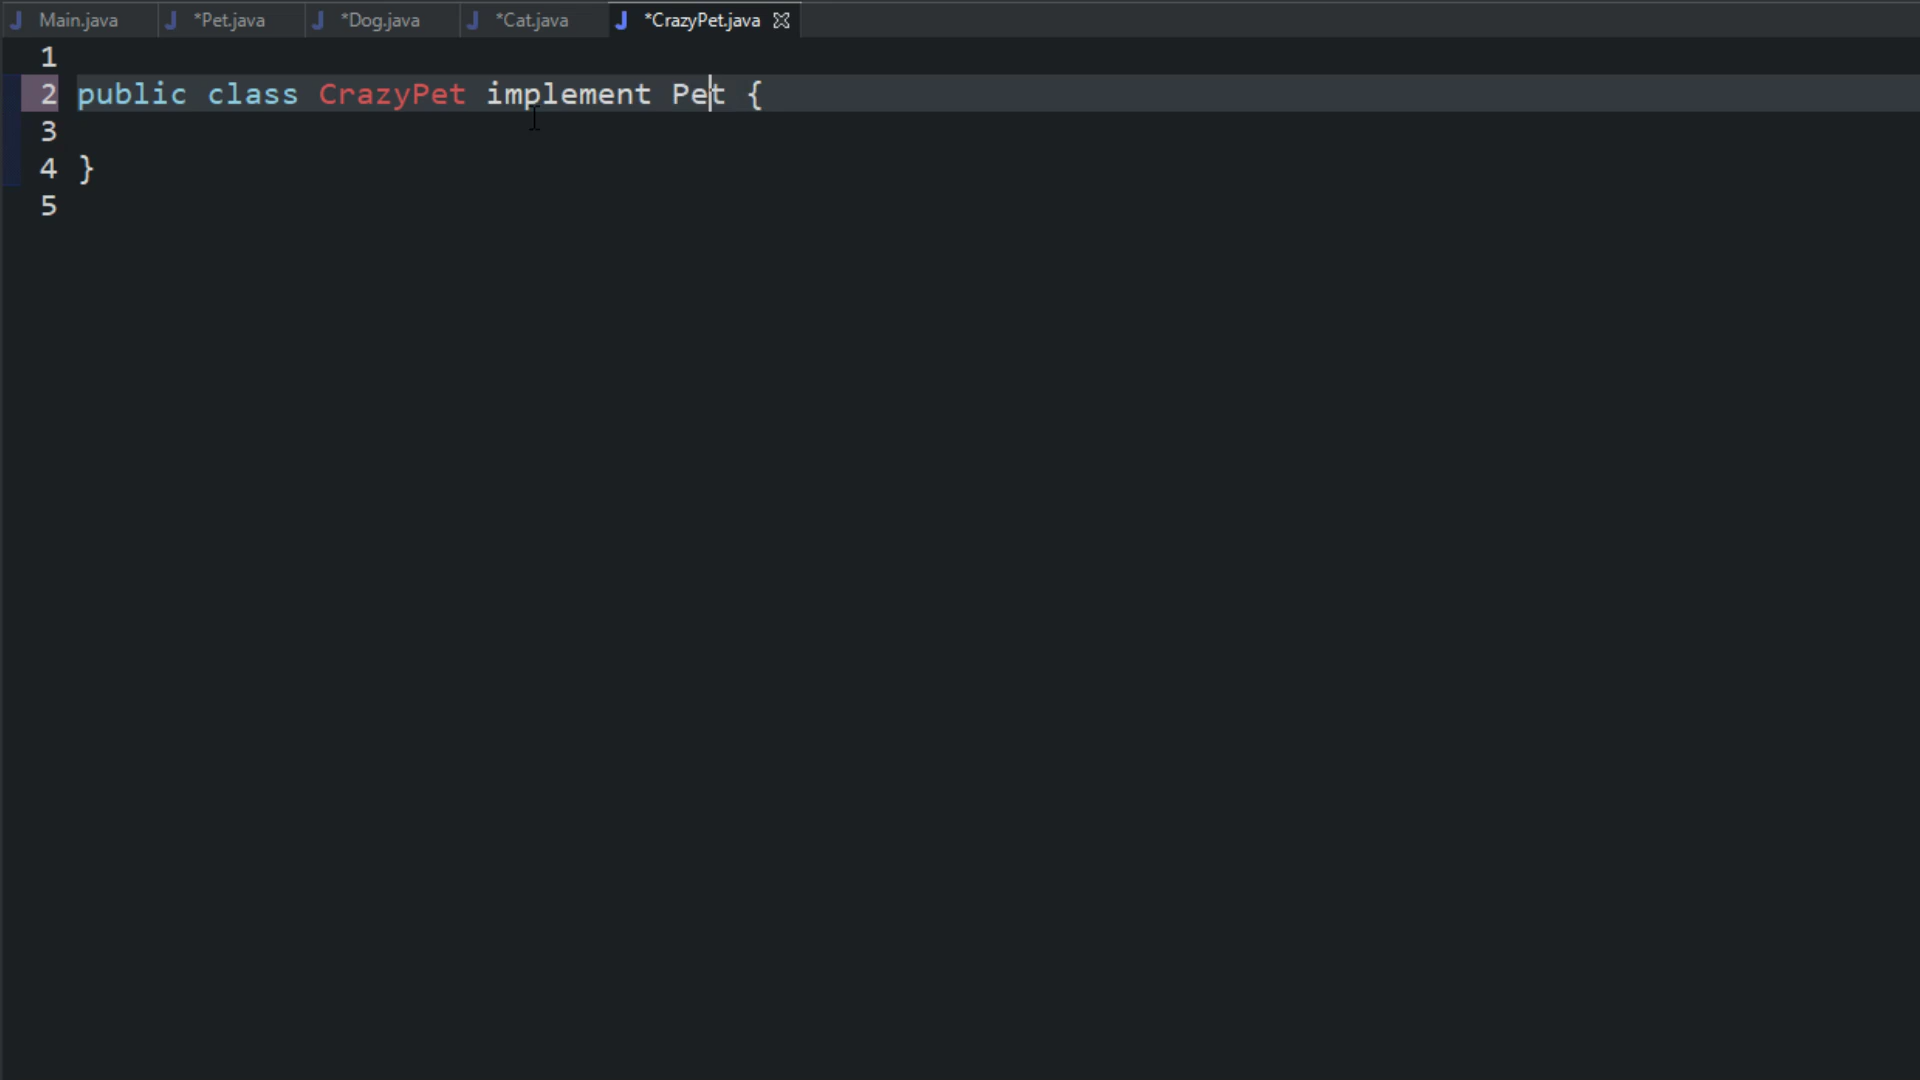 Main.java *Pet.java *Dog.java *Cat.java *CrazyPet.java
1
2 public class CrazyPet implement Pet {
3
4 }
5